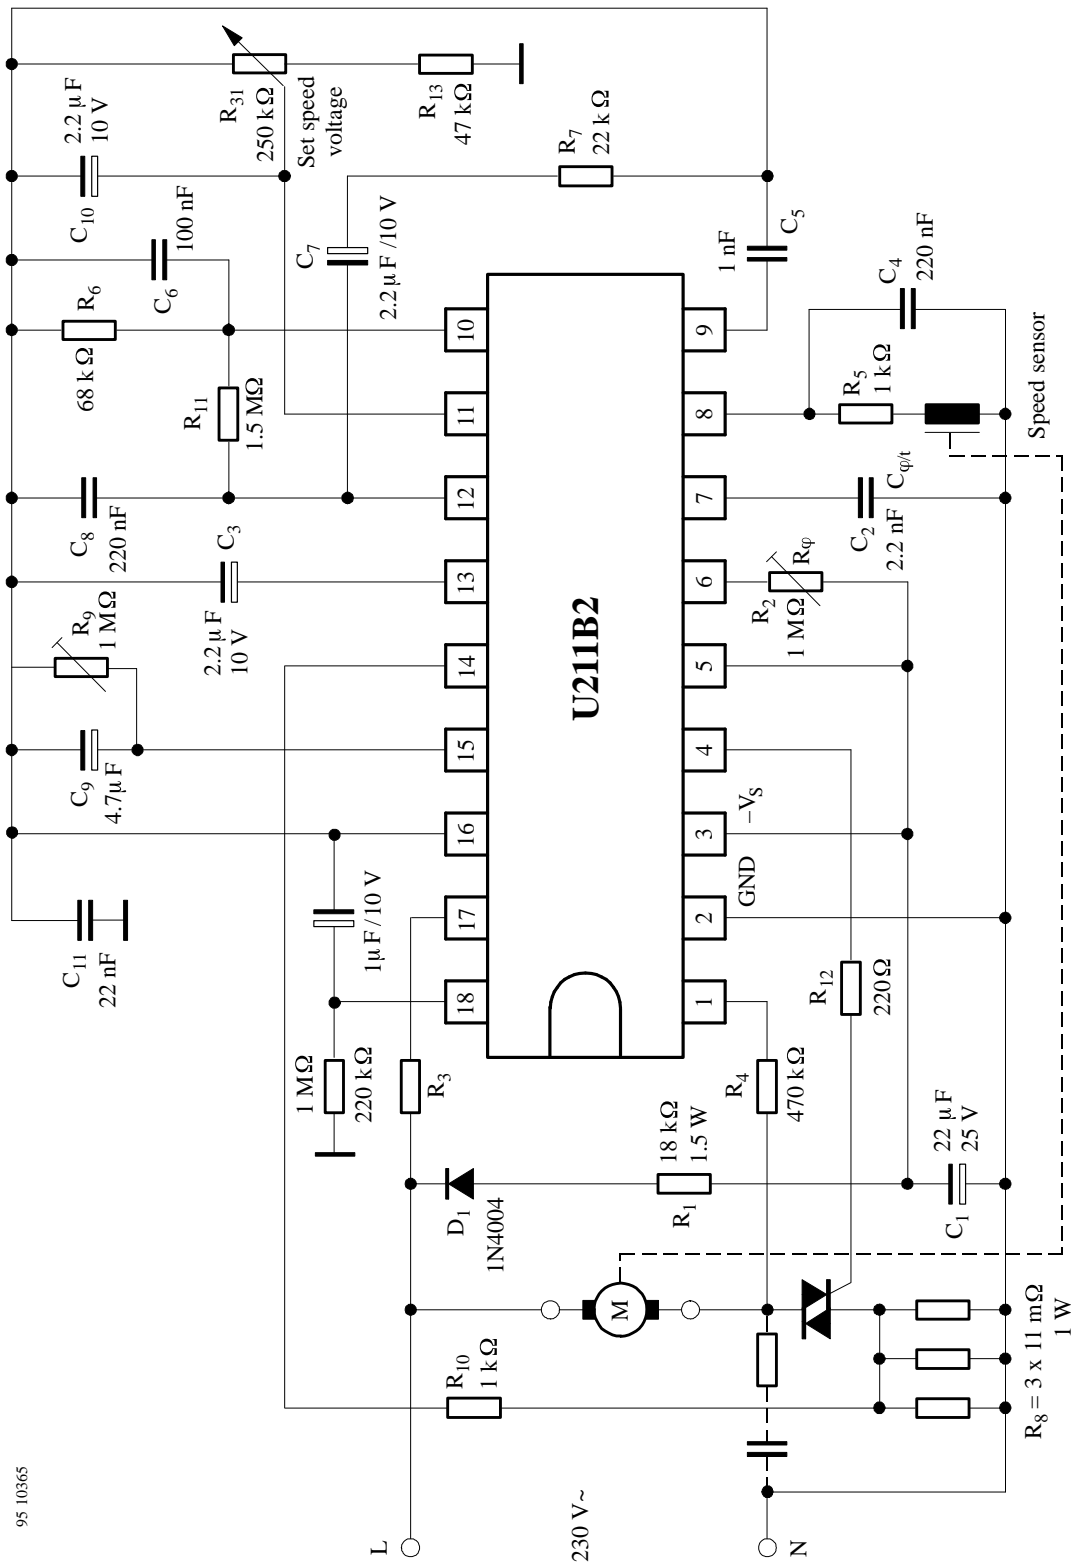 95 10365
L
230 V~
N
R10
1 kΩ
M
R8 = 3 x 11 mΩ
1 W
D1
1N4004
R1
18 kΩ
1.5 W
C1
22 μF
25 V
1 MΩ
220 kΩ
R3
R4
470 kΩ
R12
220 Ω
C11
22 nF
1μF/10 V
GND
–VS
18
17
16
15
14
13
12
11
10
U211B2
1
2
3
4
5
6
7
8
9
C9
4.7μF
R9
1 MΩ
2.2 μF
10 V
C3
C8
220 nF
R11
1.5 MΩ
68 kΩ
R6
C6
100 nF
C10
2.2 μF
10 V
R31
250 kΩ
Set speed
voltage
R13
47 kΩ
C7
2.2 μF /10 V
R7
22 kΩ
1 nF
C5
R2
1 MΩ
Rφ
C2
2.2 nF
Cφ/t
R5
1 kΩ
C4
220 nF
Speed sensor